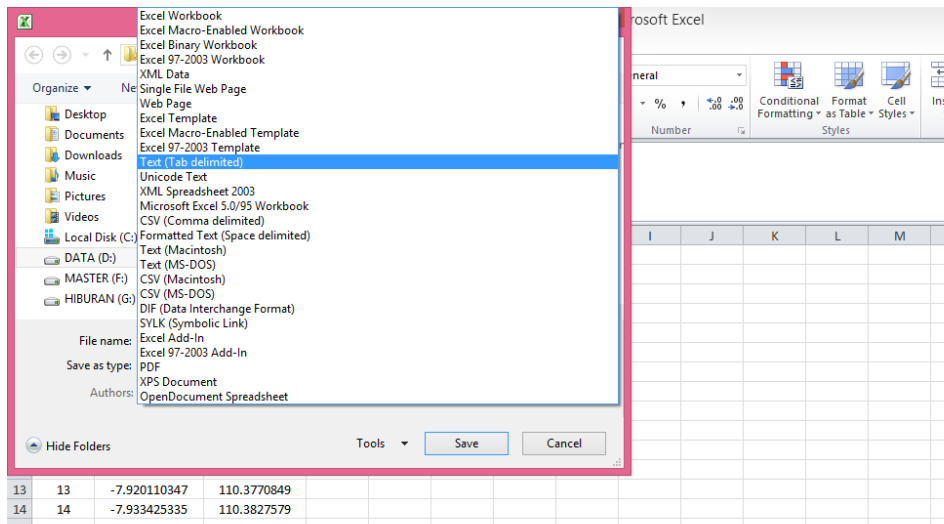 rosoft Excel
Excel Workbook
Excel Macro-Enabled Workbook
Excel Binary Workbook
Excel 97-2003 Workbook
XML Data
Single File Web Page
Web Page
Excel Template
Excel Macro-Enabled Template
Excel 97-2003 Template
Text (Tab delimited)
Unicode Text
XML Spreadsheet 2003
Microsoft Excel 5.0/95 Workbook
CSV (Comma delimited)
Formatted Text (Space delimited)
Text (Macintosh)
Text (MS-DOS)
CSV (Macintosh)
CSV (MS-DOS)
DIF (Data Interchange Format)
SYLK (Symbolic Link)
Excel Add-In
Excel 97-2003 Add-In
PDF
XPS Document
OpenDocument Spreadsheet
Organize Ne
Desktop
Documents
Downloads
Music
Pictures
Videos
Local Disk (C:)
DATA (D:)
MASTER (F:)
HIBURAN (G:)
File name:
Save as type:
Authors:
Hide Folders
Tools Save Cancel
neral
% , .0 .00 .00 .0
Number
Conditional Formatting
Format as Table
Cell Styles
Ins
Styles
I J K L M
13 13 -7.920110347 110.3770849
14 14 -7.933425335 110.3827579